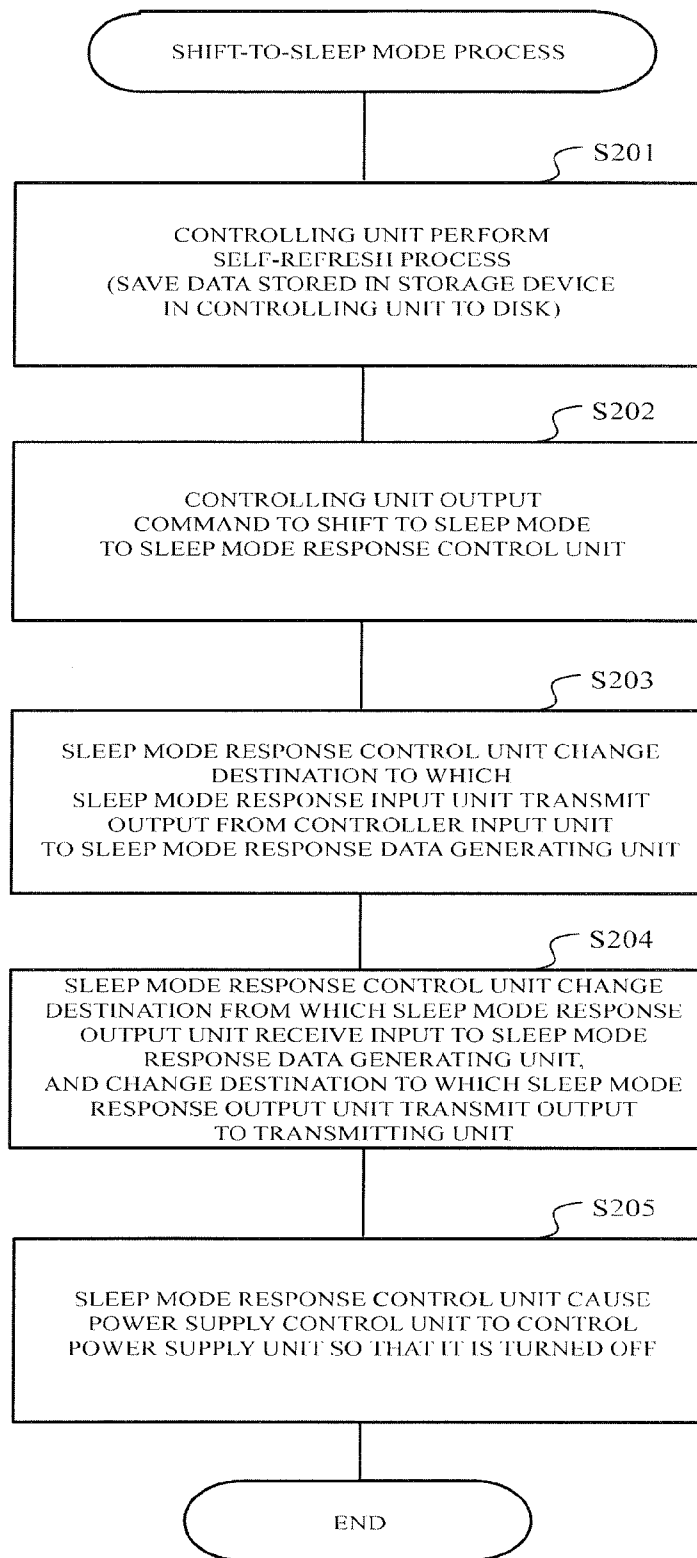 SHIFT-TO-SLEEP MODE PROCESS
S201
CONTROLLING UNIT PERFORM
SELF-REFRESH PROCESS
(SAVE DATA STORED IN STORAGE DEVICE
IN CONTROLLING UNIT TO DISK)
S202
CONTROLLING UNIT OUTPUT
COMMAND TO SHIFT TO SLEEP MODE
TO SLEEP MODE RESPONSE CONTROL UNIT
S203
SLEEP MODE RESPONSE CONTROL UNIT CHANGE
DESTINATION TO WHICH
SLEEP MODE RESPONSE INPUT UNIT TRANSMIT
OUTPUT FROM CONTROLLER INPUT UNIT
TO SLEEP MODE RESPONSE DATA GENERATING UNIT
S204
SLEEP MODE RESPONSE CONTROL UNIT CHANGE
DESTINATION FROM WHICH SLEEP MODE RESPONSE
OUTPUT UNIT RECEIVE INPUT TO SLEEP MODE
RESPONSE DATA GENERATING UNIT,
AND CHANGE DESTINATION TO WHICH SLEEP MODE
RESPONSE OUTPUT UNIT TRANSMIT OUTPUT
TO TRANSMITTING UNIT
S205
SLEEP MODE RESPONSE CONTROL UNIT CAUSE
POWER SUPPLY CONTROL UNIT TO CONTROL
POWER SUPPLY UNIT SO THAT IT IS TURNED OFF
END